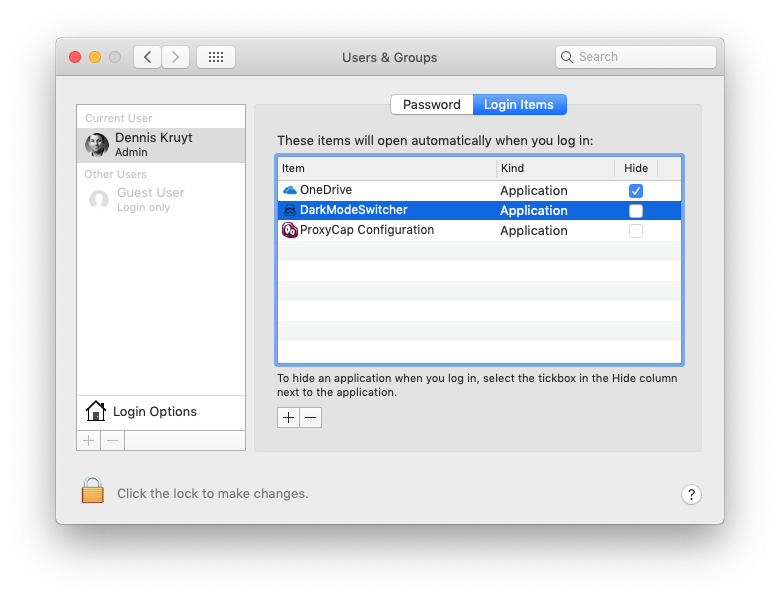 Users & Groups
Search
Current User
Dennis Kruyt
Admin
Other Users
Guest User
Login only
Login Options
Password
Login Items
These items will open automatically when you log in:
Item Kind Hide
OneDrive Application
DarkModeSwitcher Application
ProxyCap Configuration Application
To hide an application when you log in, select the tickbox in the Hide column
next to the application.
Click the lock to make changes.
?